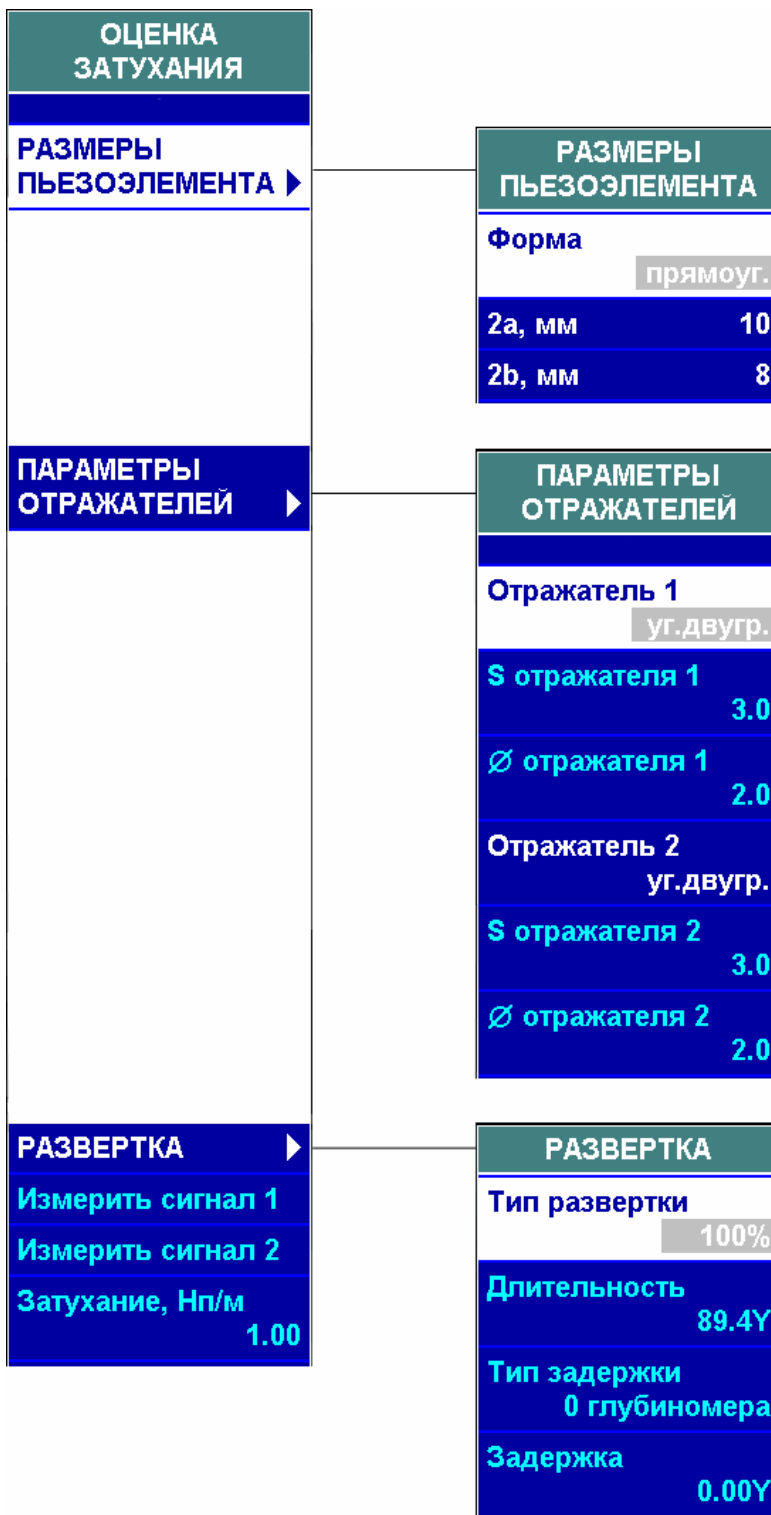 ОЦЕНКА
ЗАТУХАНИЯ
РАЗМЕРЫ
ПЬЕЗОЭЛЕМЕНТА
РАЗМЕРЫ
ПЬЕЗОЭЛЕМЕНТА
Форма
прямоуг.
2a, мм 10
2b, мм 8
ПАРАМЕТРЫ
ОТРАЖАТЕЛЕЙ
ПАРАМЕТРЫ
ОТРАЖАТЕЛЕЙ
Отражатель 1
уг.двугр.
S отражателя 1
3.0
∅ отражателя 1
2.0
Отражатель 2
уг.двугр.
S отражателя 2
3.0
∅ отражателя 2
2.0
РАЗВЕРТКА
Измерить сигнал 1
Измерить сигнал 2
Затухание, Нп/м
1.00
РАЗВЕРТКА
Тип развертки
100%
Длительность
89.4Y
Тип задержки
0 глубиномера
Задержка
0.00Y